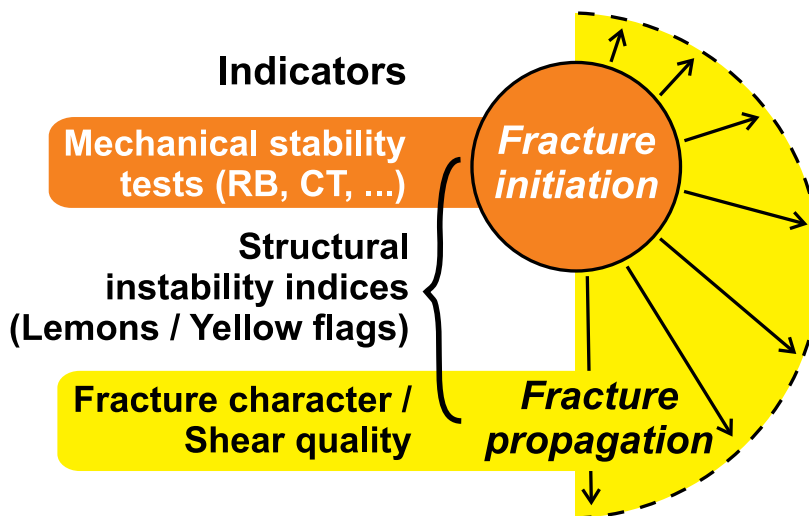 Indicators
Mechanical stability
tests (RB, CT, ...)
Fracture
initiation
Structural
instability indices
(Lemons / Yellow flags)
Fracture character /
Shear quality
Fracture
propagation